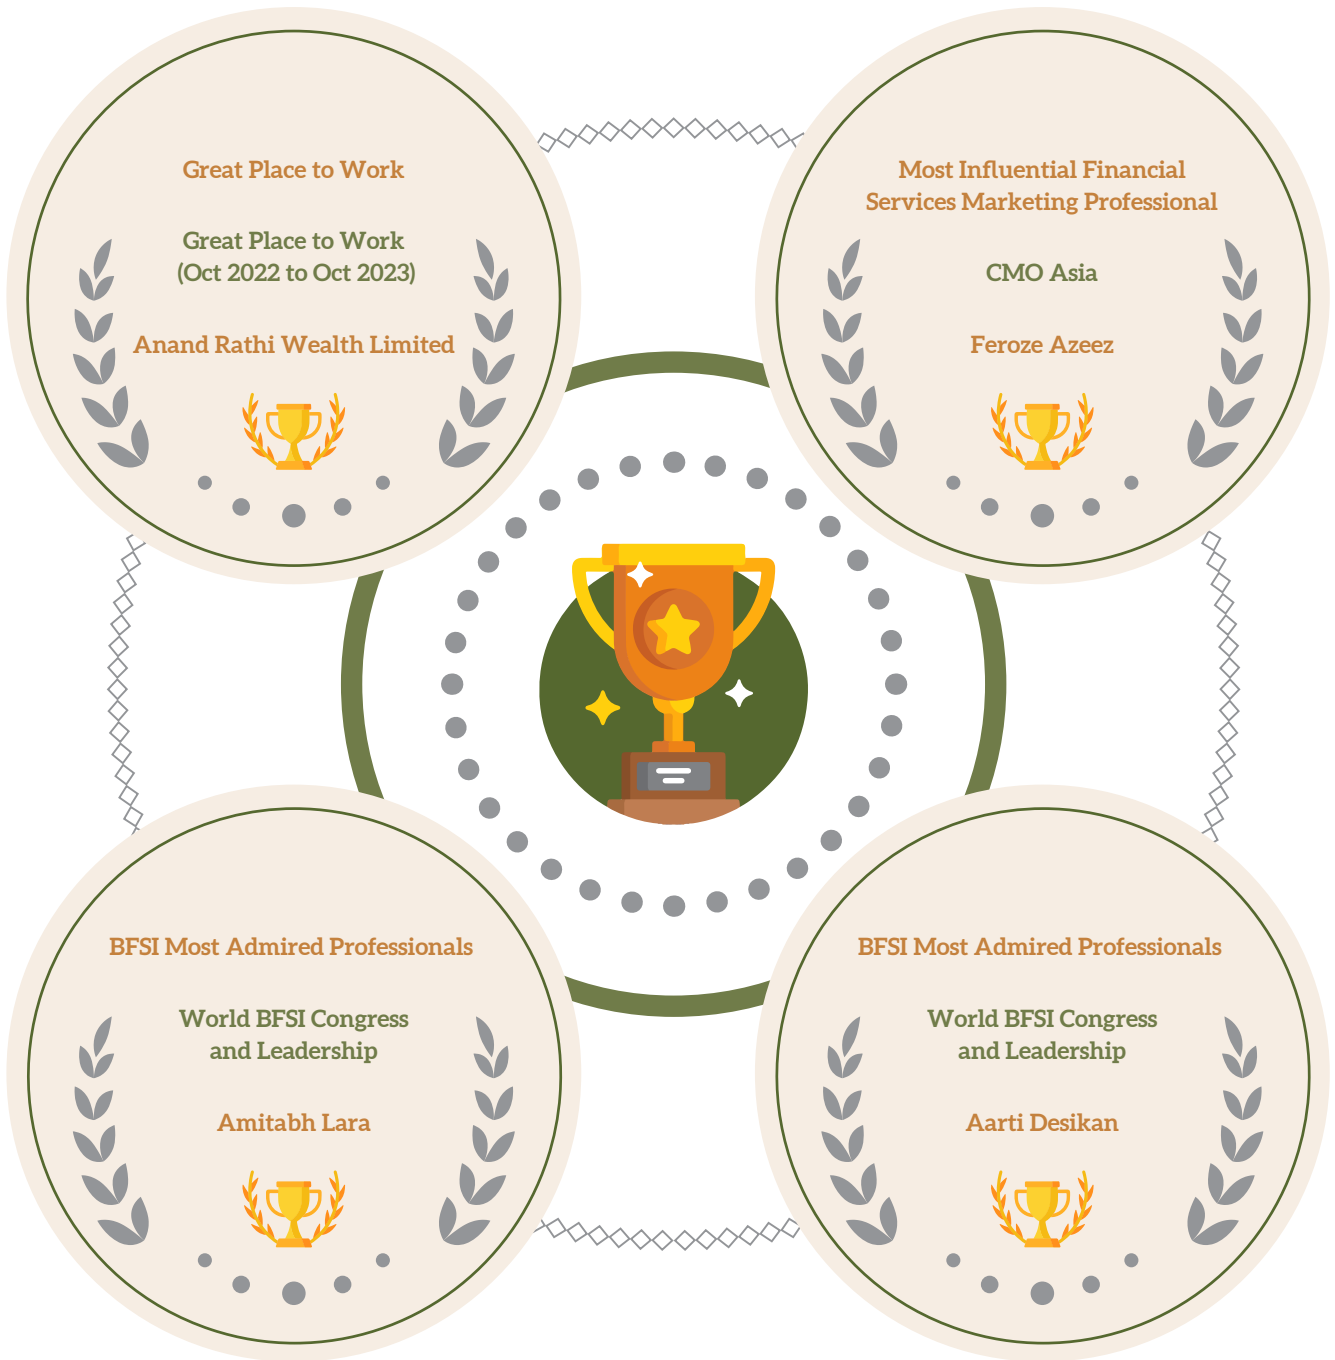 Great Place to Work
Great Place to Work
(Oct 2022 to Oct 2023)
Anand Rathi Wealth Limited
Most Influential Financial
Services Marketing Professional
CMO Asia
Feroze Azeez
BFSI Most Admired Professionals
World BFSI Congress
and Leadership
Amitabh Lara
BFSI Most Admired Professionals
World BFSI Congress
and Leadership
Aarti Desikan